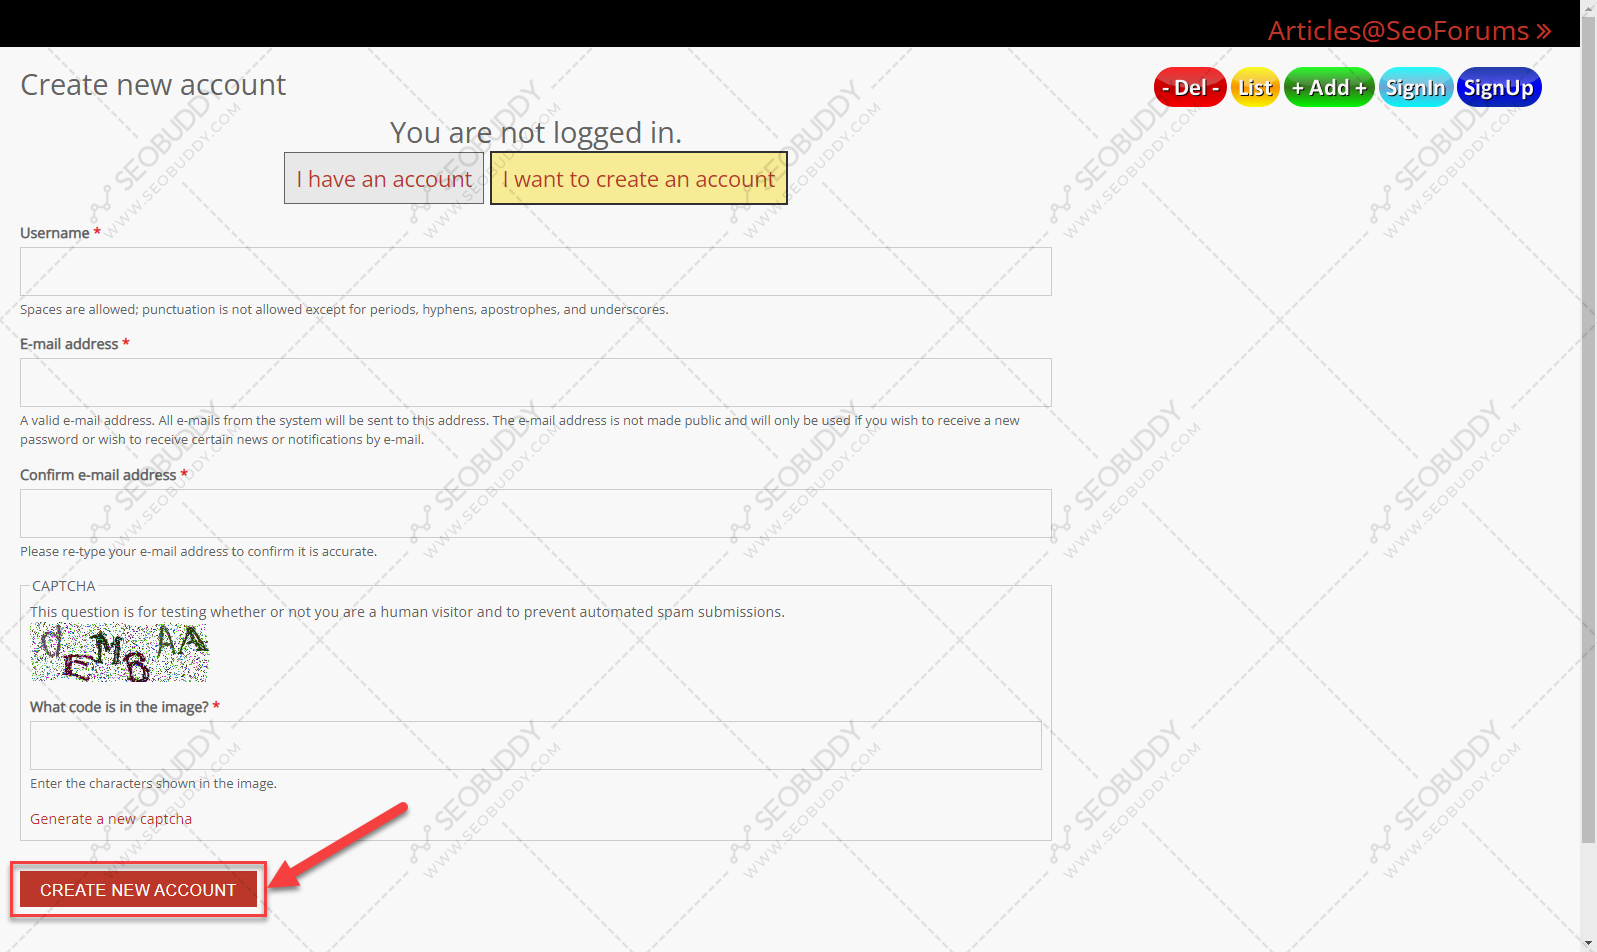 Articles@SeoForums »
Create new account
- Del - List + Add + SignIn SignUp
You are not logged in.
I have an account I want to create an account
Username *
Spaces are allowed; punctuation is not allowed except for periods, hyphens, apostrophes, and underscores.
E-mail address *
A valid e-mail address. All e-mails from the system will be sent to this address. The e-mail address is not made public and will only be used if you wish to receive a new
password or wish to receive certain news or notifications by e-mail.
Confirm e-mail address *
Please re-type your e-mail address to confirm it is accurate.
CAPTCHA
This question is for testing whether or not you are a human visitor and to prevent automated spam submissions.
What code is in the image? *
Enter the characters shown in the image.
Generate a new captcha
CREATE NEW ACCOUNT
SEOBUDDY
WWW.SEOBUDDY.COM